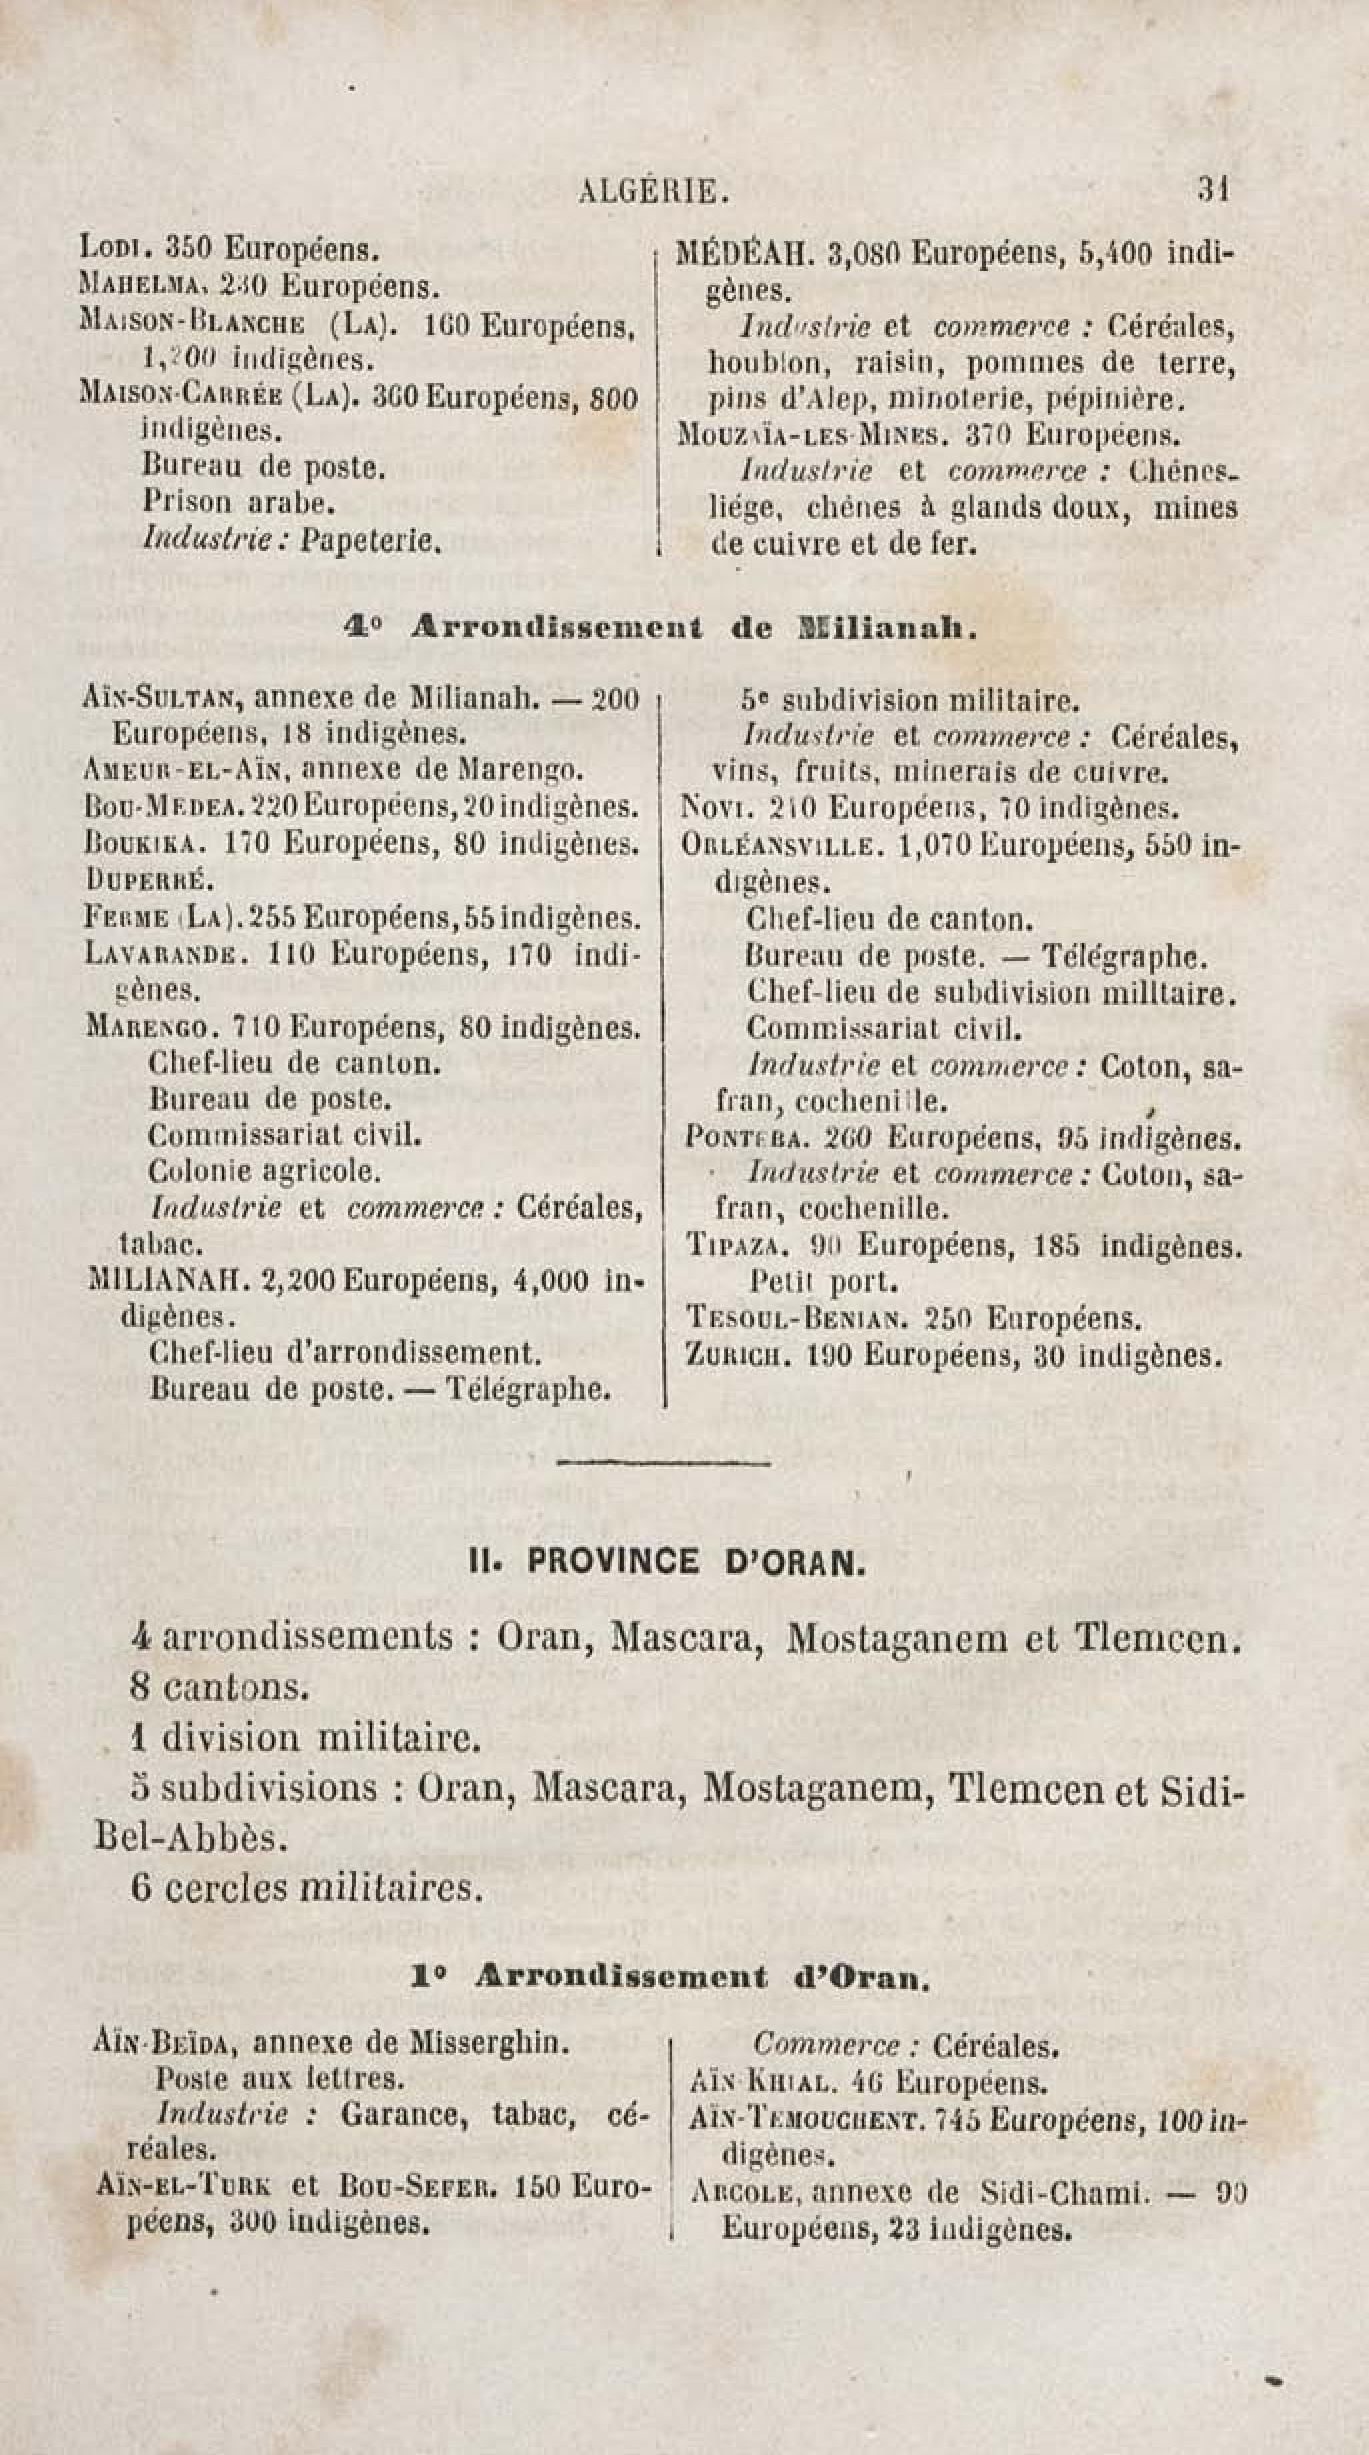 ALGÉRIE. 31
LODI. 350 Européens.
MAHELMA. 230 Européens.
MAISON-BLANCHE (LA). 160 Européens,
1,200 indigènes.
MAISON-CARRÉE (LA). 360 Européens, 800
indigènes.
Bureau de poste.
Prison arabe.
Industrie : Papeterie.
MÉDÉAH. 3,080 Européens, 5,400 indi-
gènes.
Industrie et commerce : Céréales,
houblon, raisin, pommes de terre,
pins d'Alep, minoterie, pépinière.
MOUZAÏA-LES-MINES. 370 Européens.
Industrie et commerce : Chênes-
liége, chênes à glands doux, mines
de cuivre et de fer.
4° Arrondissement de Milianah.
AÏN-SULTAN, annexe de Milianah. — 200
Européens, 18 indigènes.
AMEUR-EL-AÏN, annexe de Marengo.
BOU-MEDEA. 220 Européens, 20 indigènes.
BOUKIKA. 170 Européens, 80 indigènes.
DUPERRÉ.
FERME (LA). 255 Européens, 55 indigènes.
LAVARANDE. 110 Européens, 170 indi-
gènes.
MARENGO. 710 Européens, 80 indigènes.
Chef-lieu de canton.
Bureau de poste.
Commissariat civil.
Colonie agricole.
Industrie et commerce : Céréales,
tabac.
MILIANAH. 2,200 Européens, 4,000 in-
digènes.
Chef-lieu d'arrondissement.
Bureau de poste. — Télégraphe.
5e subdivision militaire.
Industrie et commerce : Céréales,
vins, fruits, minerais de cuivre.
NOVI. 210 Européens, 70 indigènes.
ORLÉANSVILLE. 1,070 Européens, 550 in-
digènes.
Chef-lieu de canton.
Bureau de poste. — Télégraphe.
Chef-lieu de subdivision milltaire.
Commissariat civil.
Industrie et commerce : Coton, sa-
fran, cochenille.
PONTEBA. 260 Européens, 95 indigènes.
Industrie et commerce : Coton, sa-
fran, cochenille.
TIPAZA. 90 Européens, 185 indigènes.
Petit port.
TESOUL-BENIAN. 250 Européens.
ZURICH. 190 Européens, 30 indigènes.
II. PROVINCE D'ORAN.
4 arrondissements : Oran, Mascara, Mostaganem et Tlemcen.
8 cantons.
1 division militaire.
5 subdivisions : Oran, Mascara, Mostaganem, Tlemcen et Sidi-
Bel-Abbès.
6 cercles militaires.
1° Arrondissement d'Oran.
AÏN-BEÏDA, annexe de Misserghin.
Poste aux lettres.
Industrie : Garance, tabac, cé-
réales.
AÏN-EL-TURK et BOU-SEFER. 150 Euro-
péens, 300 indigènes.
Commerce : Céréales.
AÏN KHIAL. 46 Européens.
AÏN-TEMOUCHENT. 745 Européens, 100 in-
digènes.
ARCOLE, annexe de Sidi-Chami. — 90
Européens, 23 indigènes.